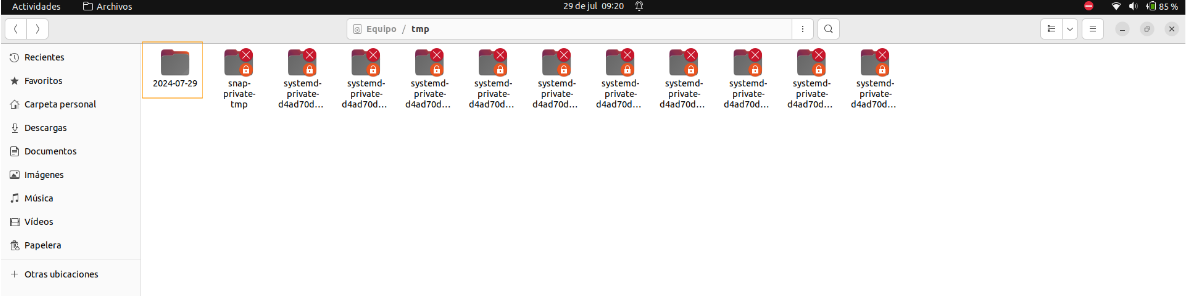 Actividades
Archivos
29 de jul 09:20
85 %
Equipo / tmp
Recientes
Favoritos
Carpeta personal
Descargas
Documentos
Imágenes
Música
Vídeos
Papelera
+ Otras ubicaciones
2024-07-29
snap-
private-
tmp
systemd-
private-
d4ad70d...
systemd-
private-
d4ad70d...
systemd-
private-
d4ad70d...
systemd-
private-
d4ad70d...
systemd-
private-
d4ad70d...
systemd-
private-
d4ad70d...
systemd-
private-
d4ad70d...
systemd-
private-
d4ad70d...
systemd-
private-
d4ad70d...
systemd-
private-
d4ad70d...